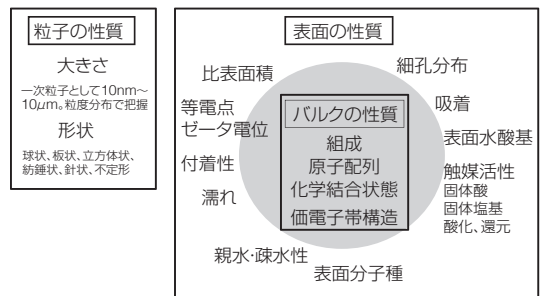 粒子の性質
大きさ
一次粒子として10nm～
10μm。粒度分布で把握
形状
球状、板状、立方体状、
紡錘状、針状、不定形
表面の性質
比表面積
細孔分布
等電点
ゼータ電位
吸着
表面水酸基
付着性
触媒活性
固体酸
固体塩基
酸化、還元
濡れ
親水・疎水性
表面分子種
バルクの性質
組成
原子配列
化学結合状態
価電子帯構造